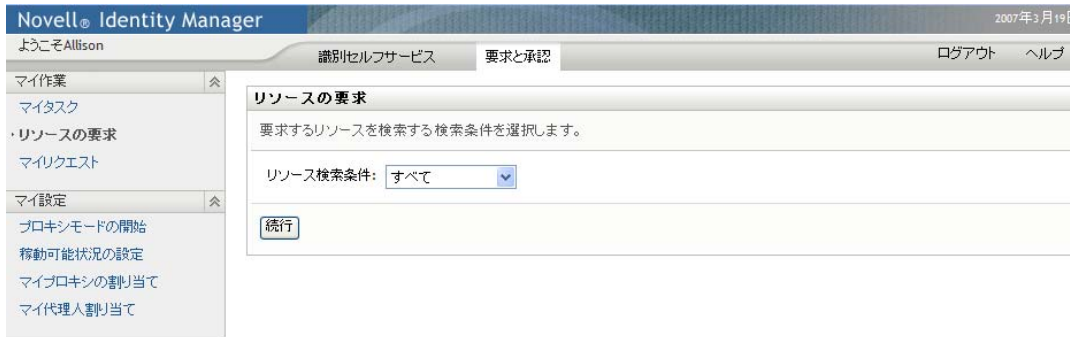 Novell® Identity Manager
2007年3月19日
ようこそAllison
識別セルフサービス
要求と承認
ログアウト
ヘルプ
マイ作業
マイタスク
・リソースの要求
マイリクエスト
マイ設定
プロキシモードの開始
稼動可能状況の設定
マイプロキシの割り当て
マイ代理人割り当て
リソースの要求
要求するリソースを検索する検索条件を選択します。
リソース検索条件: すべて
続行